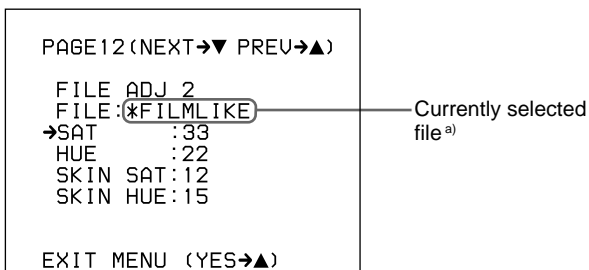 PAGE12(NEXT→▼ PREV→▲)
FILE ADJ 2
FILE:*FILMLIKE
→SAT :33
HUE :22
SKIN SAT:12
SKIN HUE:15
EXIT MENU (YES→▲)
Currently selected
file a)